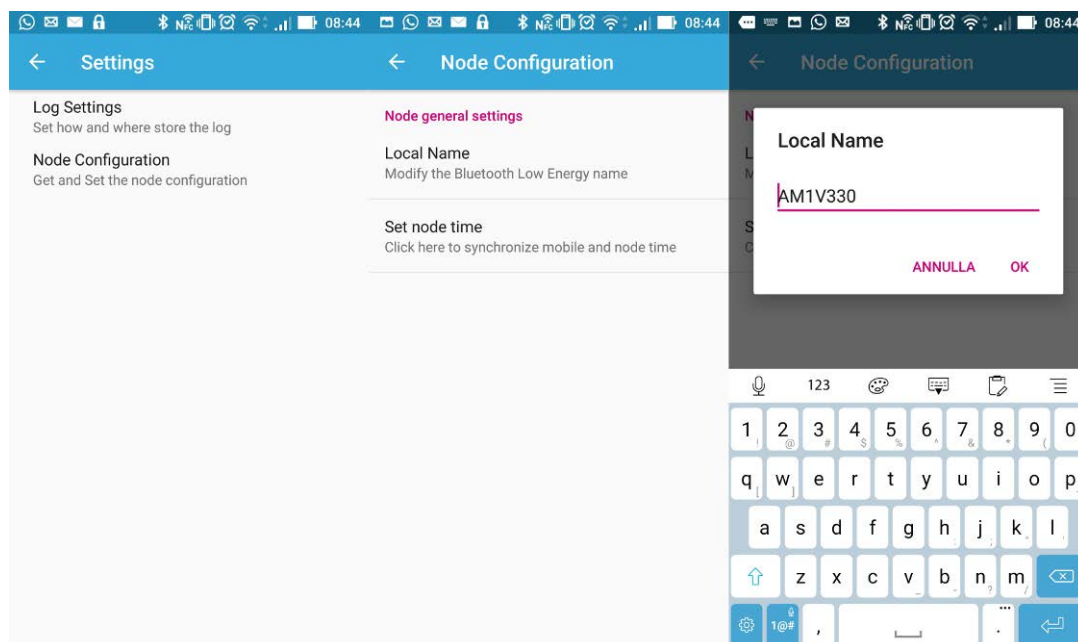 08:44
Settings
Log Settings
Set how and where store the log
Node Configuration
Get and Set the node configuration
08:44
Node Configuration
Node general settings
Local Name
Modify the Bluetooth Low Energy name
Set node time
Click here to synchronize mobile and node time
08:44
Node Configuration
Local Name
AM1V330
ANNULLA OK
123
1 2 3 4 5 6 7 8 9 0
! @ # $ % ^ & * (
q w e r t y u i o p
[ ]
a s d f g h j k l
z x c v b n m
1@# , .